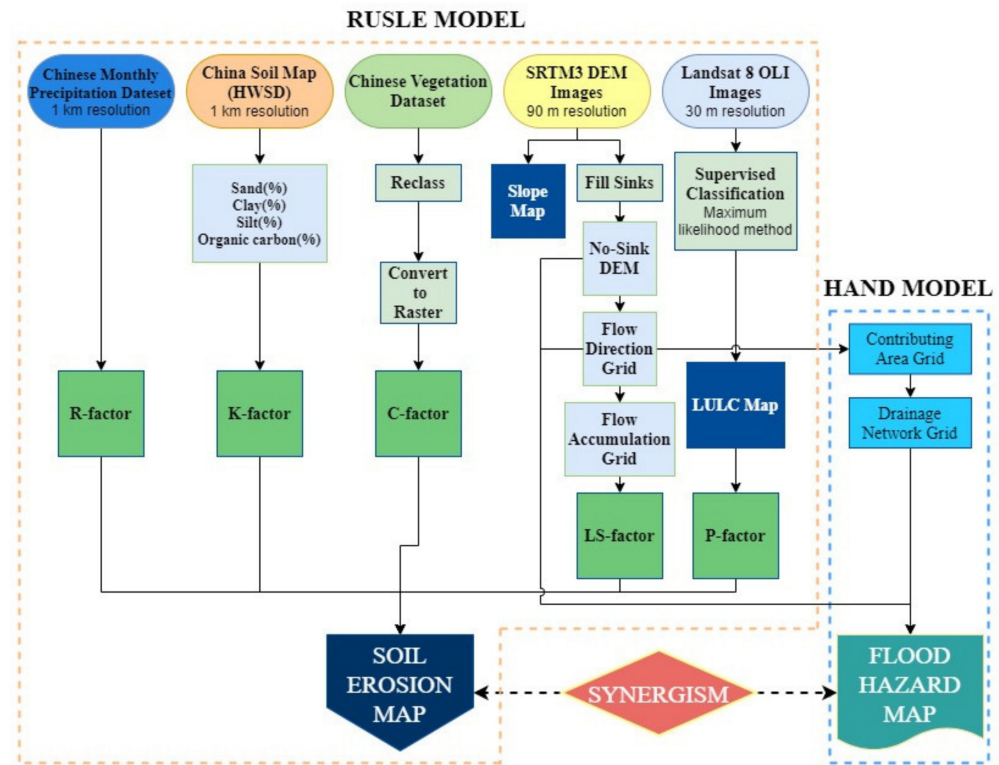 RUSLE MODEL
Chinese Monthly
Precipitation Dateset
1 km resolution
China Soil Map
(HWSD)
1 km resolution
Chinese Vegetation
Dataset
SRTM3 DEM
Images
90 m resolution
Landsat 8 OLI
Images
30 m resolution
Sand(%)
Clay(%)
Silt(%)
Organic carbon(%)
Reclass
Slope
Map
Fill Sinks
Supervised
Classification
Maximum
likelihood method
No-Sink
DEM
Convert
to
Raster
HAND MODEL
Flow
Direction
Grid
Contributing
Area Grid
R-factor
K-factor
C-factor
LULC Map
Drainage
Network Grid
Flow
Accumulation
Grid
LS-factor
P-factor
SOIL
EROSION
MAP
SYNERGISM
FLOOD
HAZARD
MAP